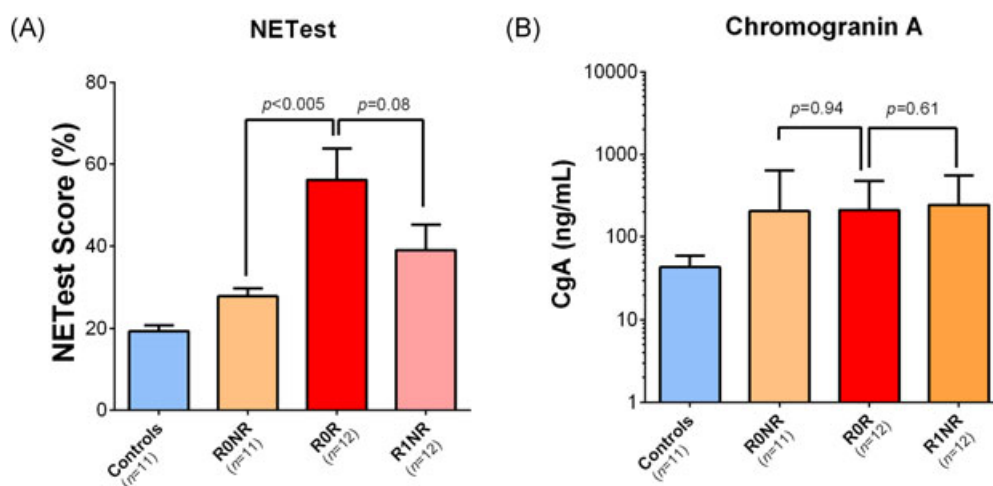 (A)
NETest
NETest Score (%)
80
60
40
20
0
p<0.005
p=0.08
Controls
(n=11)
R0NR
(n=11)
R0R
(n=12)
R1NR
(n=12)
(B)
Chromogranin A
CgA (ng/mL)
10000
1000
100
10
1
p=0.94
p=0.61
Controls
(n=11)
R0NR
(n=11)
R0R
(n=12)
R1NR
(n=12)